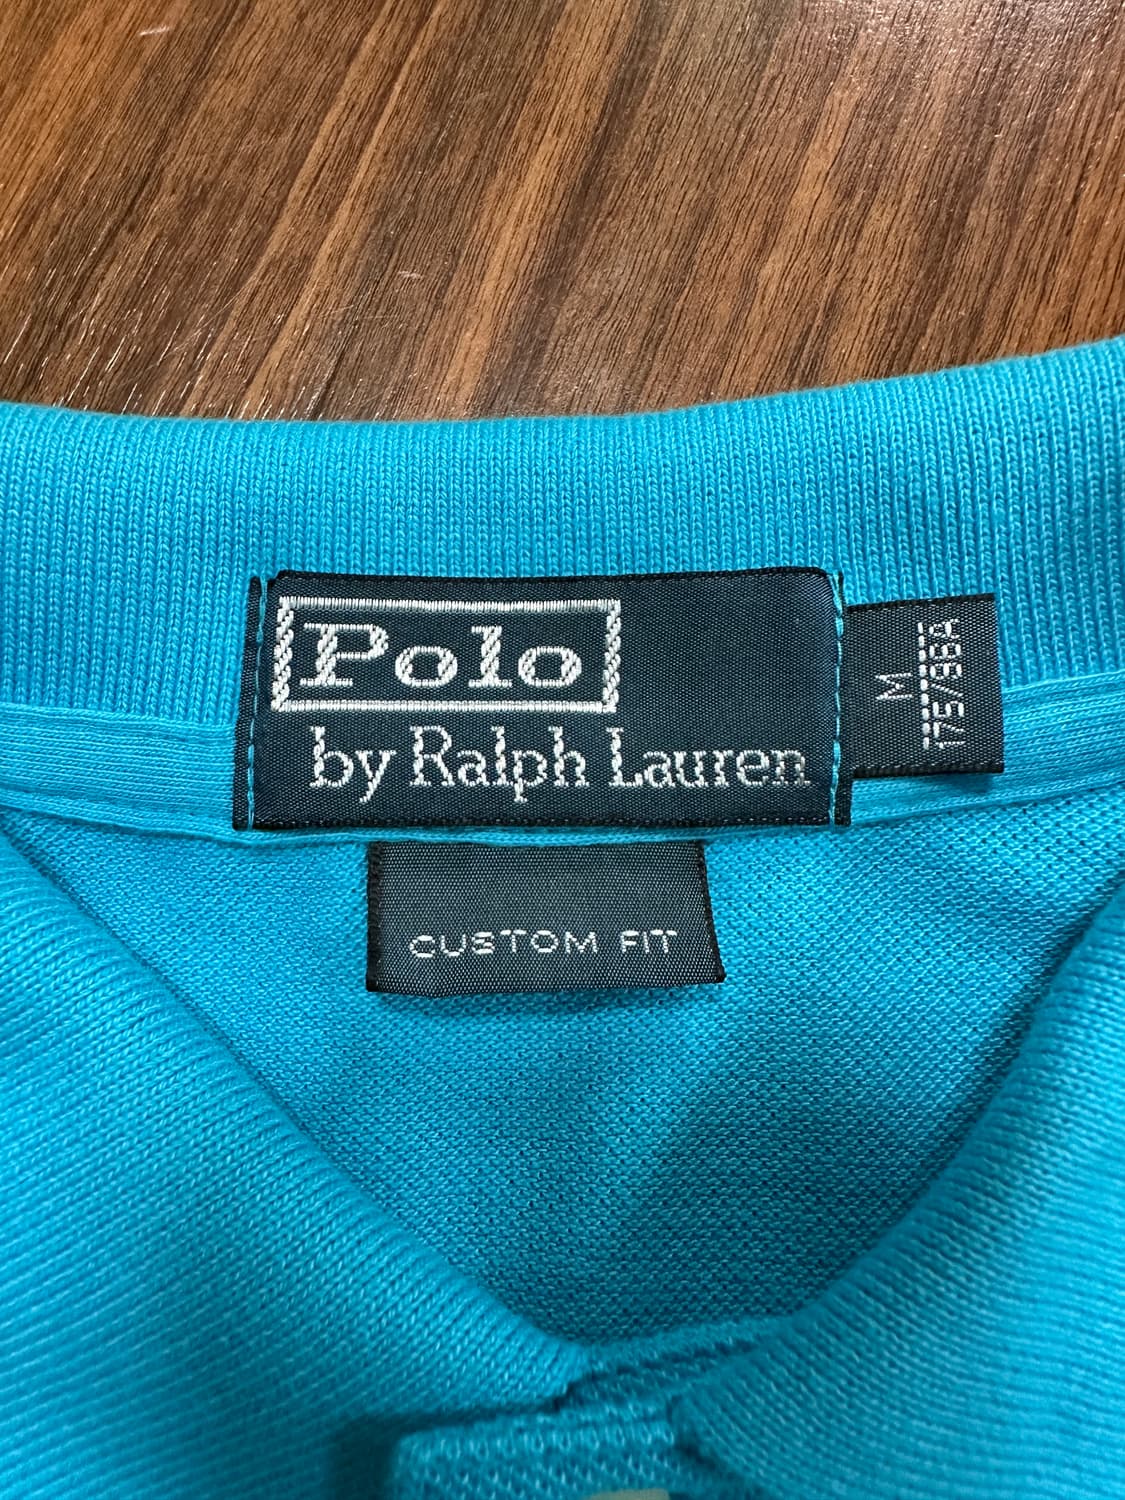 Polo
by Ralph Lauren
M
175/96A
CUSTOM FIT